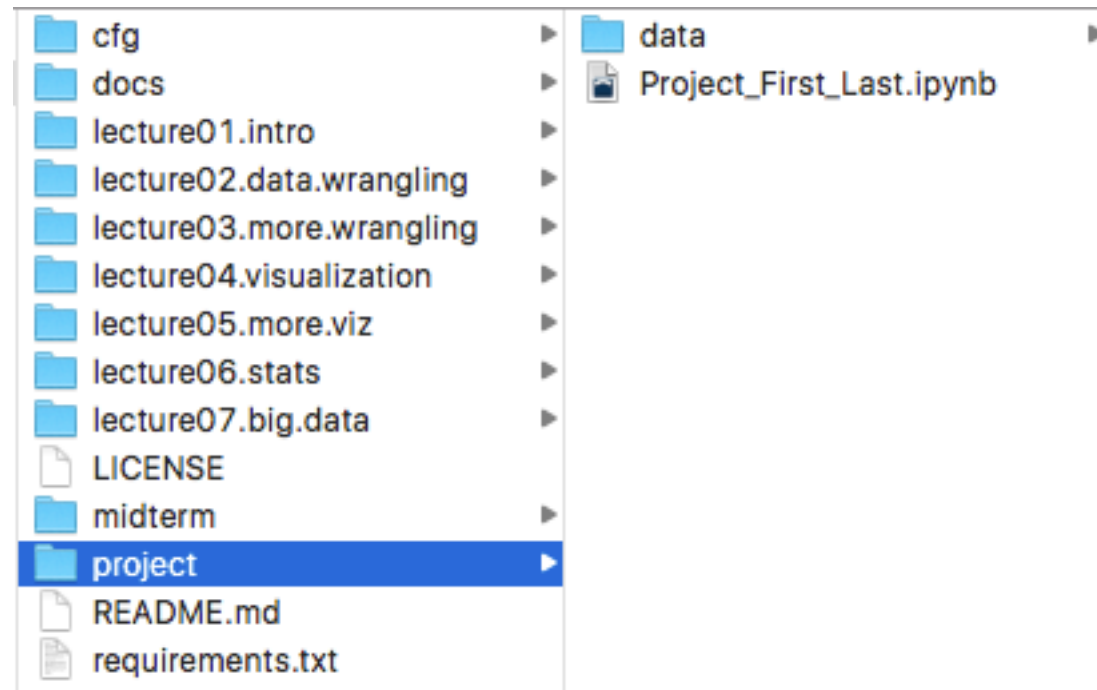 cfg
docs
lecture01.intro
lecture02.data.wrangling
lecture03.more.wrangling
lecture04.visualization
lecture05.more.viz
lecture06.stats
lecture07.big.data
LICENSE
midterm
project
README.md
requirements.txt
data
Project_First_Last.ipynb